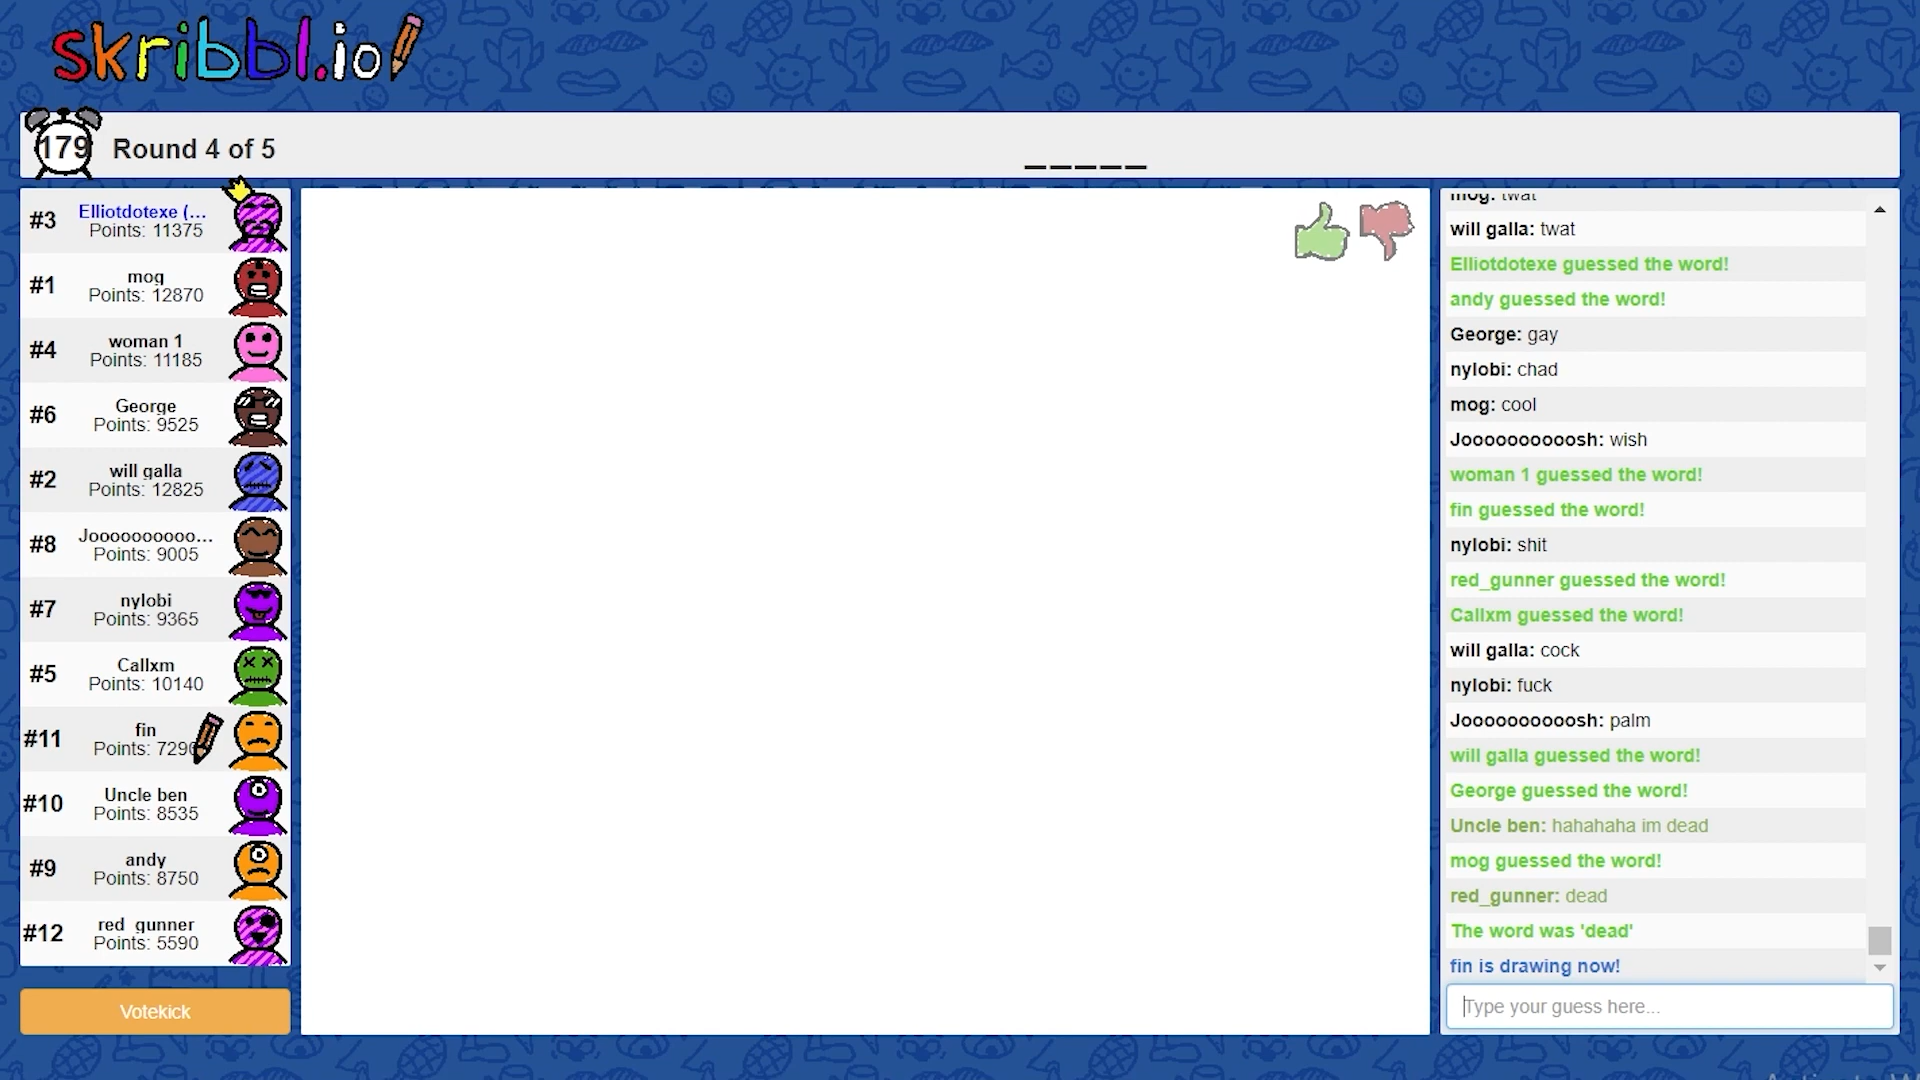 skribbl.io
179
Round 4 of 5
_____
#3
Elliotdotexe (...
Points: 11375
#1
mog
Points: 12870
#4
woman 1
Points: 11185
#6
George
Points: 9525
#2
will galla
Points: 12825
#8
Joooooooooo...
Points: 9005
#7
nylobi
Points: 9365
#5
Callxm
Points: 10140
#11
fin
Points: 7290
#10
Uncle ben
Points: 8535
#9
andy
Points: 8750
#12
red_gunner
Points: 5590
Votekick
mog: twat
will galla: twat
Elliotdotexe guessed the word!
andy guessed the word!
George: gay
nylobi: chad
mog: cool
Jooooooooooosh: wish
woman 1 guessed the word!
fin guessed the word!
nylobi: shit
red_gunner guessed the word!
Callxm guessed the word!
will galla: cock
nylobi: fuck
Jooooooooooosh: palm
will galla guessed the word!
George guessed the word!
Uncle ben: hahahaha im dead
mog guessed the word!
red_gunner: dead
The word was 'dead'
fin is drawing now!
Type your guess here...